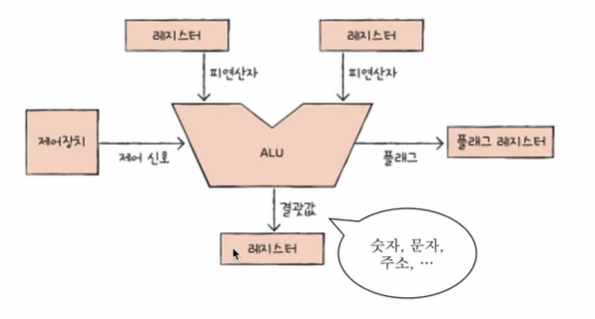 레지스터
레지스터
피연산자
피연산자
제어장치
제어 신호
ALU
플래그
플래그 레지스터
결괏값
레지스터
숫자, 문자,
주소, …